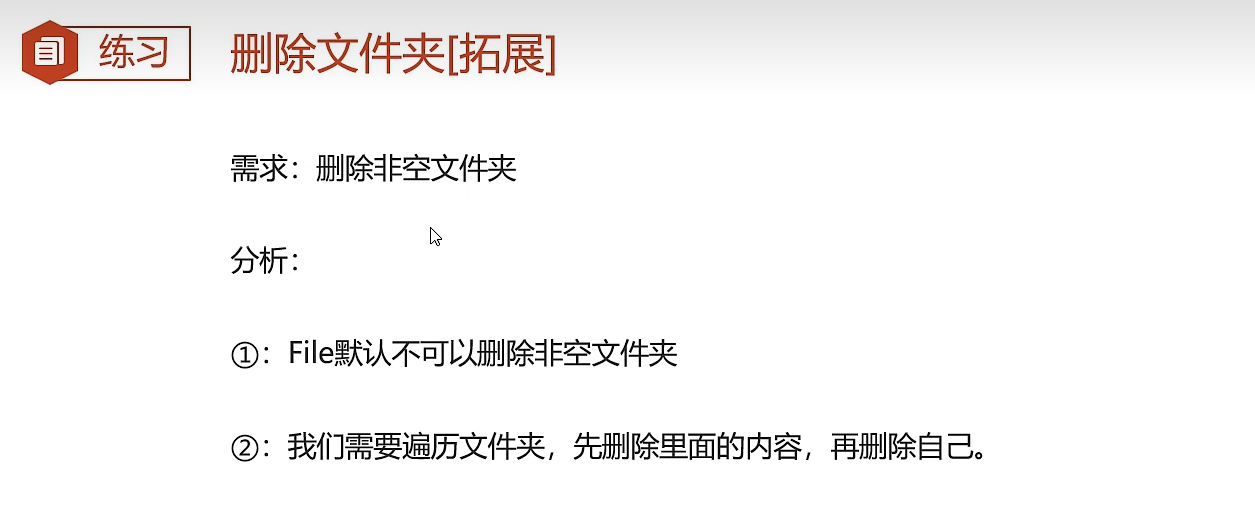 练习
删除文件夹[拓展]
需求：删除非空文件夹
分析：
①：File默认不可以删除非空文件夹
②：我们需要遍历文件夹，先删除里面的内容，再删除自己。